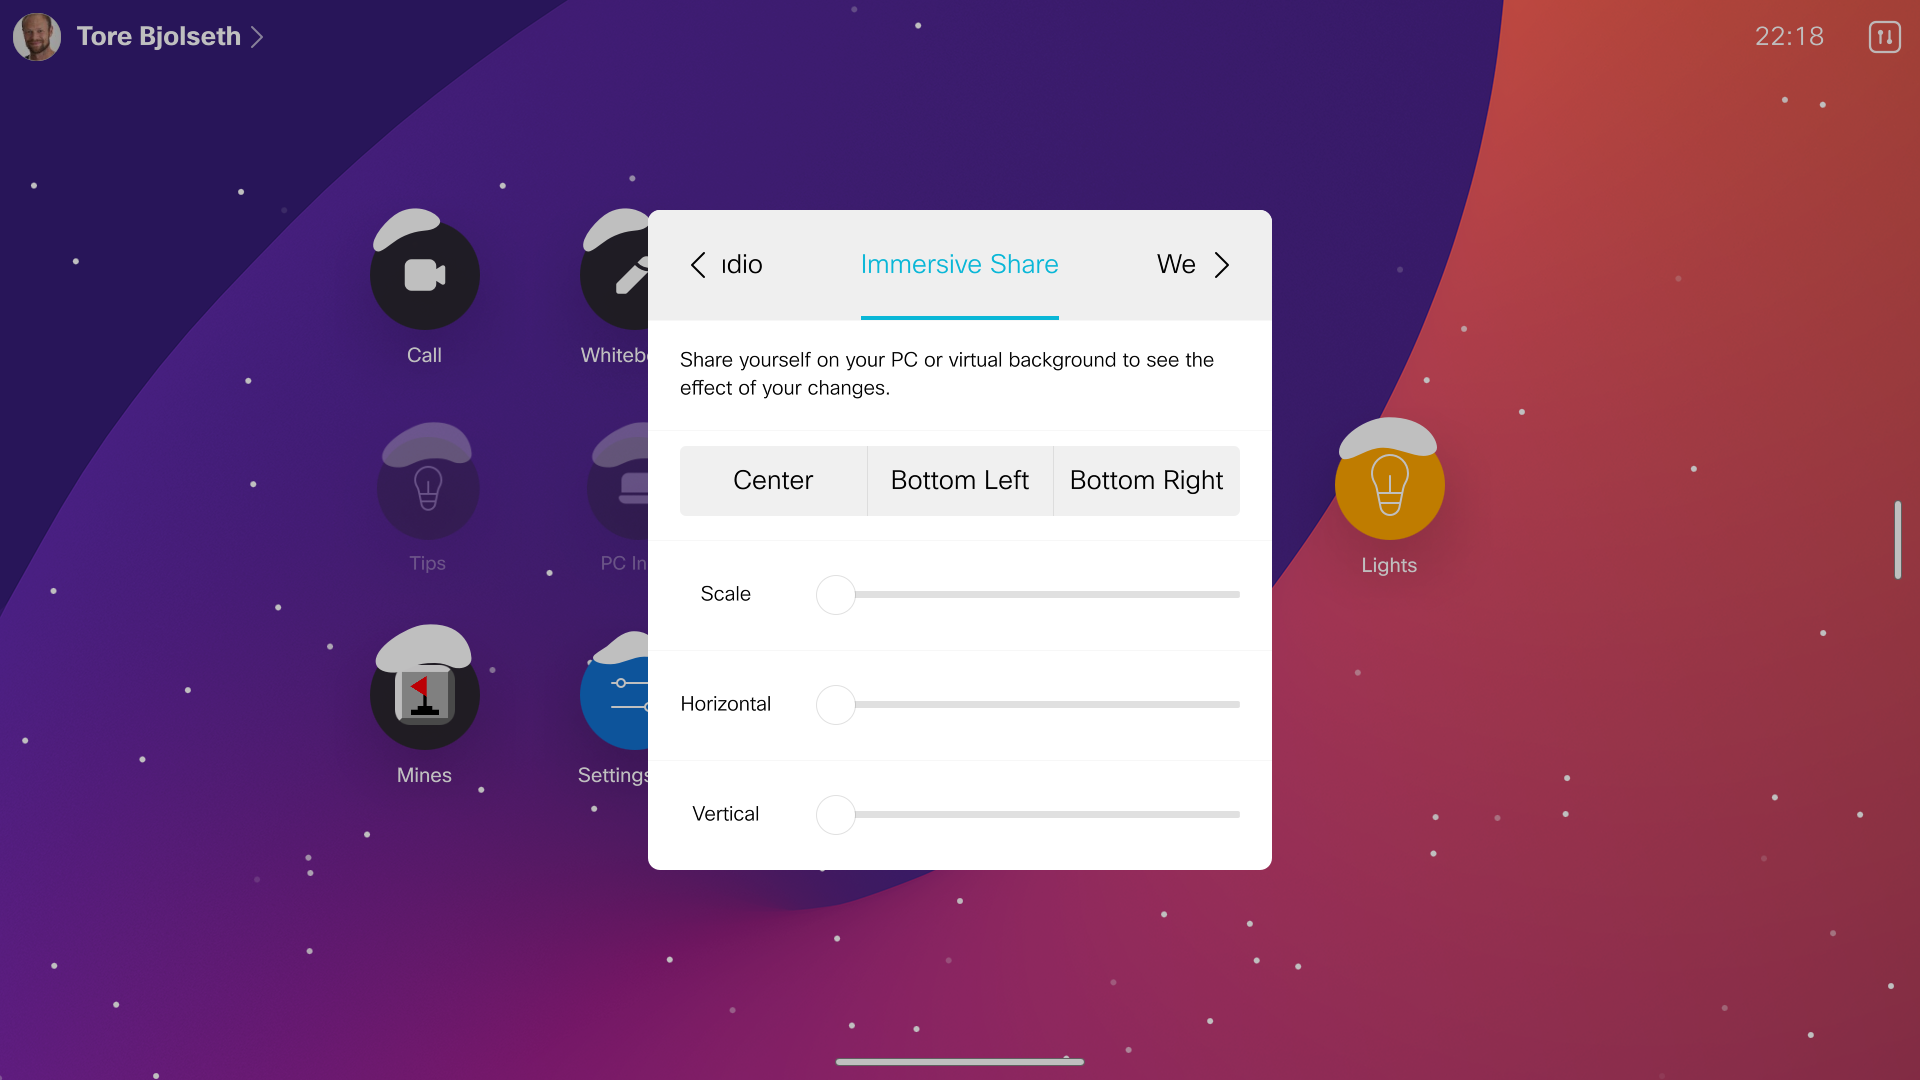 Tore Bjolseth
22:18
Call
Whiteb
Tips
PC In
Mines
Settings
udio
Immersive Share
We
Share yourself on your PC or virtual background to see the
effect of your changes.
Center
Bottom Left
Bottom Right
Scale
Horizontal
Vertical
Lights